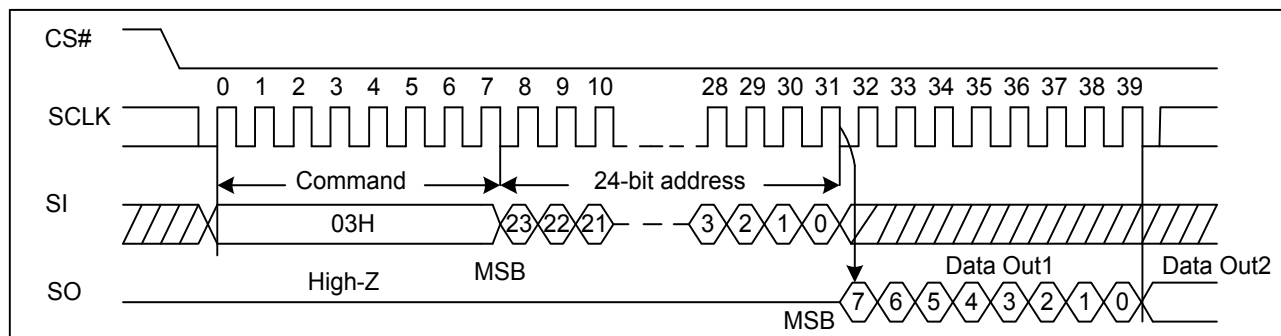 CS#
0 1 2 3 4 5 6 7 8 9 10 28 29 30 31 32 33 34 35 36 37 38 39
SCLK
Command 24-bit address
SI
03H 23 22 21 3 2 1 0
High-Z MSB Data Out1 Data Out2
SO
7 6 5 4 3 2 1 0
MSB